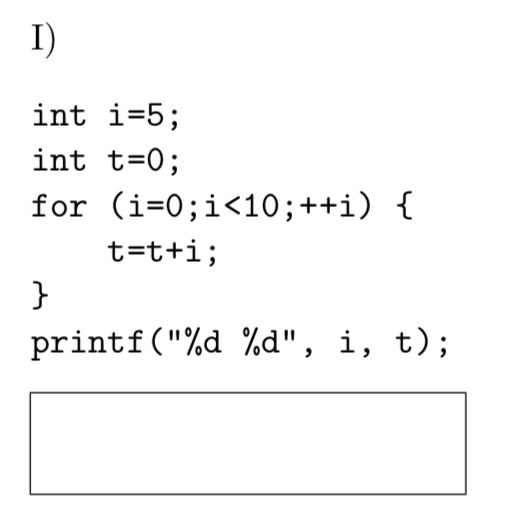 I)
int i=5;
int t=0;
for (i=0;i<10;++i) {
    t=t+i;
}
printf("%d %d", i, t);